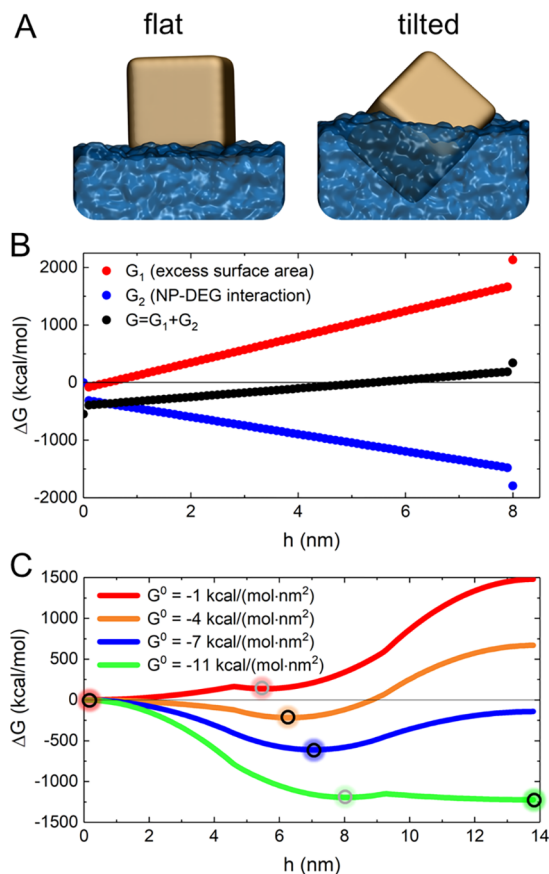 A
flat
tilted
B
2000
1000
0
-1000
-2000
ΔG (kcal/mol)
G₁ (excess surface area)
G₂ (NP-DEG interaction)
G=G₁+G₂
0 2 4 6 8
h (nm)
C
1500
1000
500
0
-500
-1000
-1500
ΔG (kcal/mol)
G⁰ = -1 kcal/(mol·nm²)
G⁰ = -4 kcal/(mol·nm²)
G⁰ = -7 kcal/(mol·nm²)
G⁰ = -11 kcal/(mol·nm²)
0 2 4 6 8 10 12 14
h (nm)